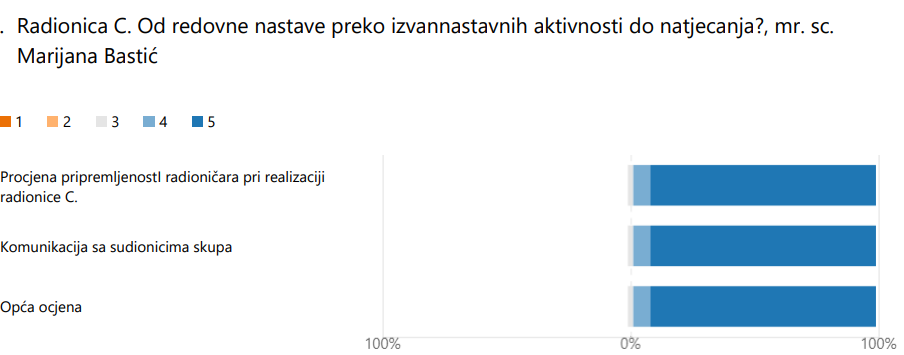 . Radionica C. Od redovne nastave preko izvannastavnih aktivnosti do natjecanja?, mr. sc.
Marijana Bastić
1 2 3 4 5
Procjena pripremljenostI radioničara pri realizaciji
radionice C.
Komunikacija sa sudionicima skupa
Opća ocjena
100% 0% 100%